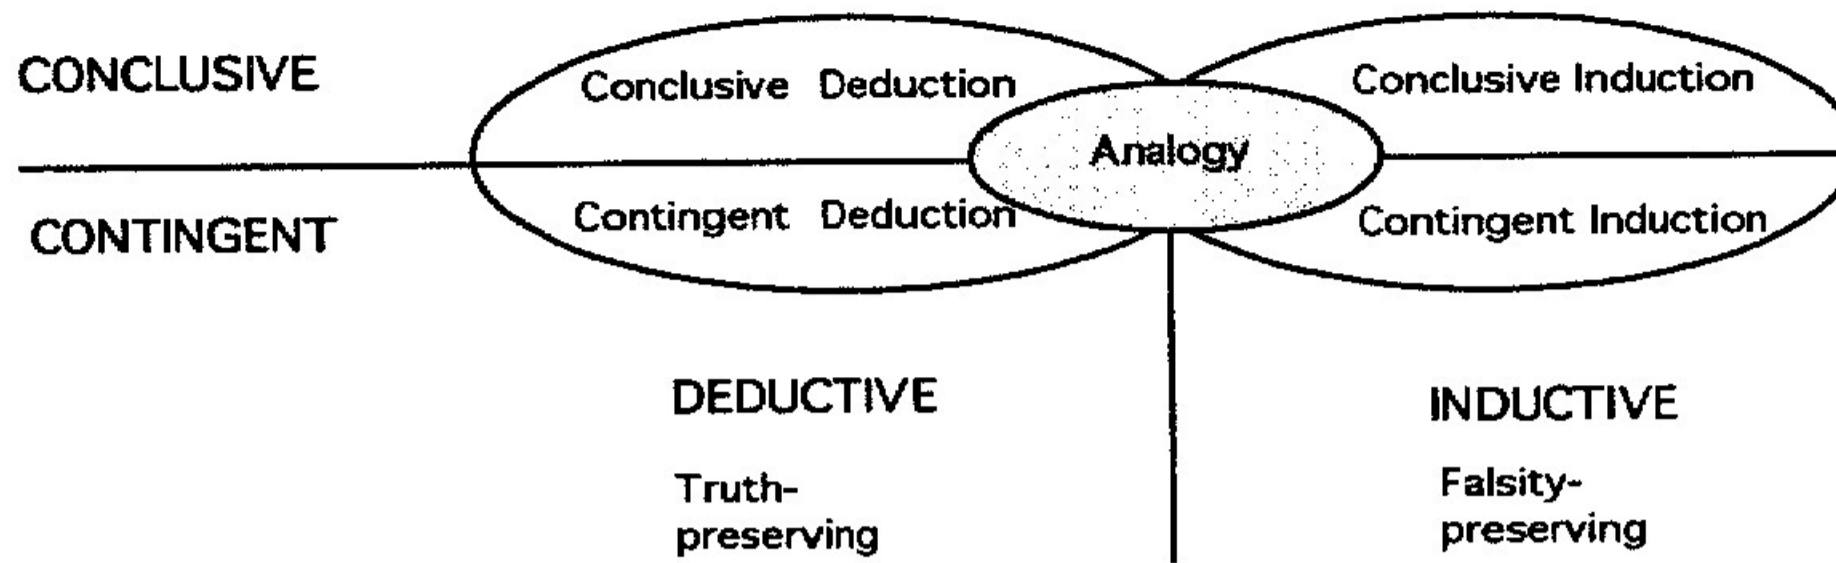 CONCLUSIVE
Conclusive Deduction
Conclusive Induction
Analogy
CONTINGENT
Contingent Deduction
Contingent Induction
DEDUCTIVE
INDUCTIVE
Truth-
preserving
Falsity-
preserving